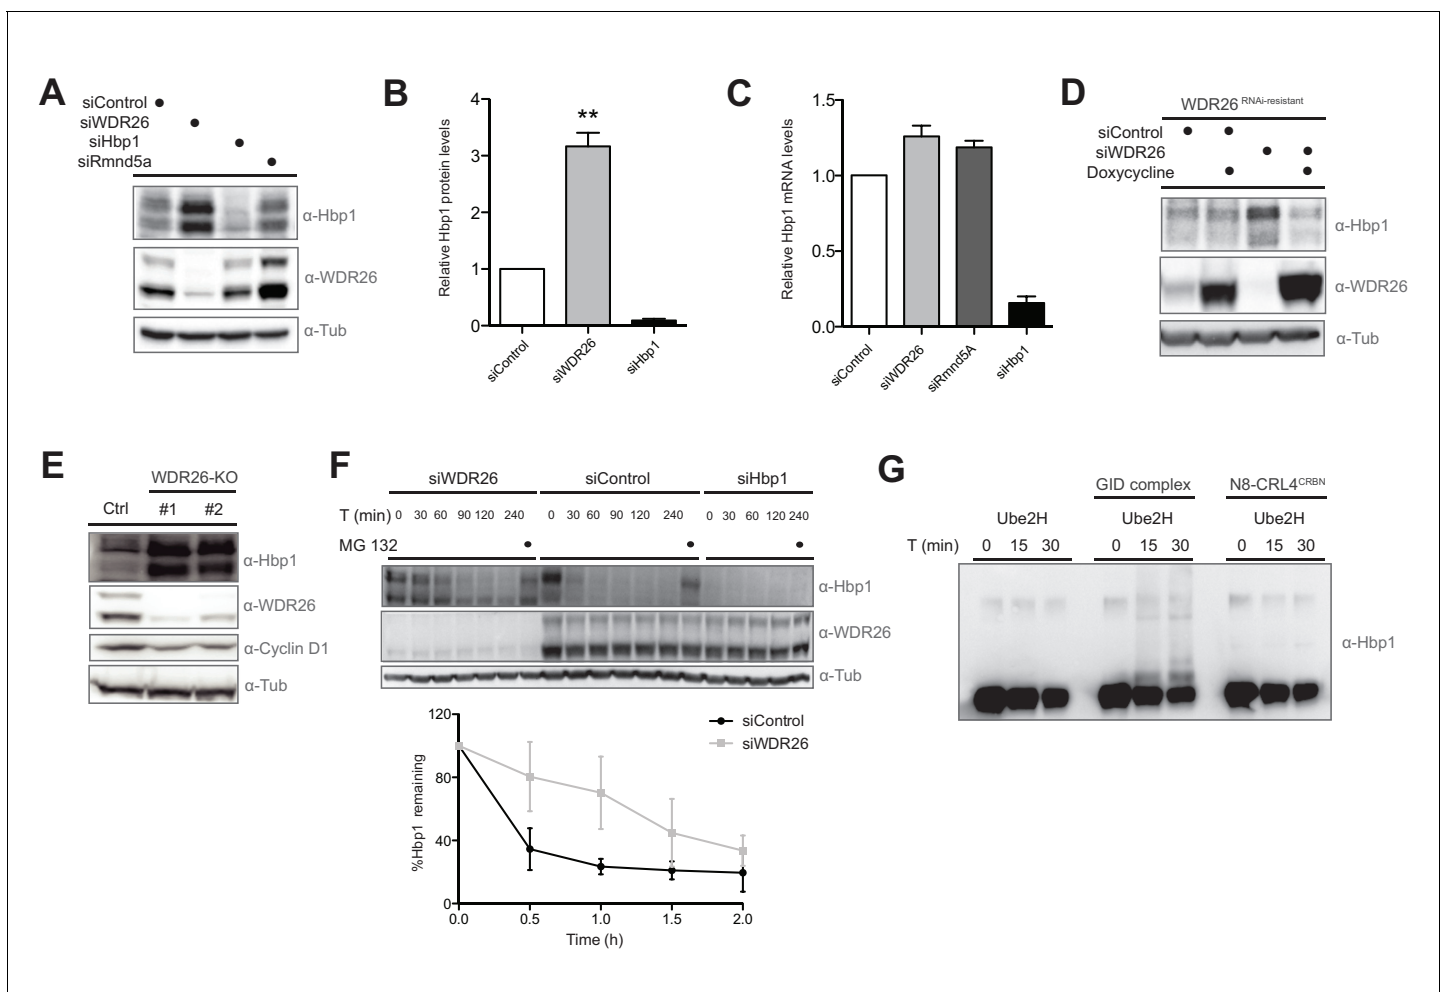 A
siControl
siWDR26
siHbp1
siRmnd5a
α-Hbp1
α-WDR26
α-Tub
B
Relative Hbp1 protein levels
4
3
2
1
0
**
siControl
siWDR26
siHbp1
C
Relative Hbp1 mRNA levels
1.5
1.0
0.5
0.0
siControl
siWDR26
siRmnd5A
siHbp1
D
WDR26 RNAi-resistant
siControl
siWDR26
Doxycycline
α-Hbp1
α-WDR26
α-Tub
E
WDR26-KO
Ctrl #1 #2
α-Hbp1
α-WDR26
α-Cyclin D1
α-Tub
F
siWDR26 siControl siHbp1
T (min) 0 30 60 90 120 240 0 30 60 90 120 240 0 30 60 120 240
MG 132
α-Hbp1
α-WDR26
α-Tub
%Hbp1 remaining
120
80
40
0
siControl
siWDR26
0.0 0.5 1.0 1.5 2.0
Time (h)
G
GID complex N8-CRL4CRBN
Ube2H Ube2H Ube2H
T (min) 0 15 30 0 15 30 0 15 30
α-Hbp1